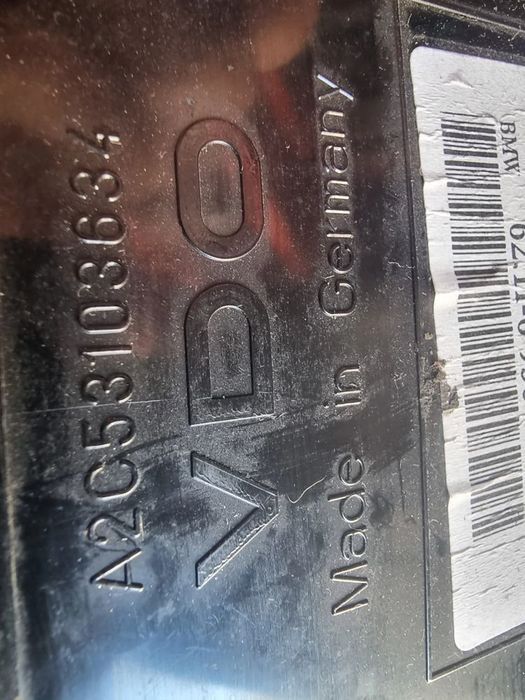 A2C53103634
VDO
Made in Germany
BMW